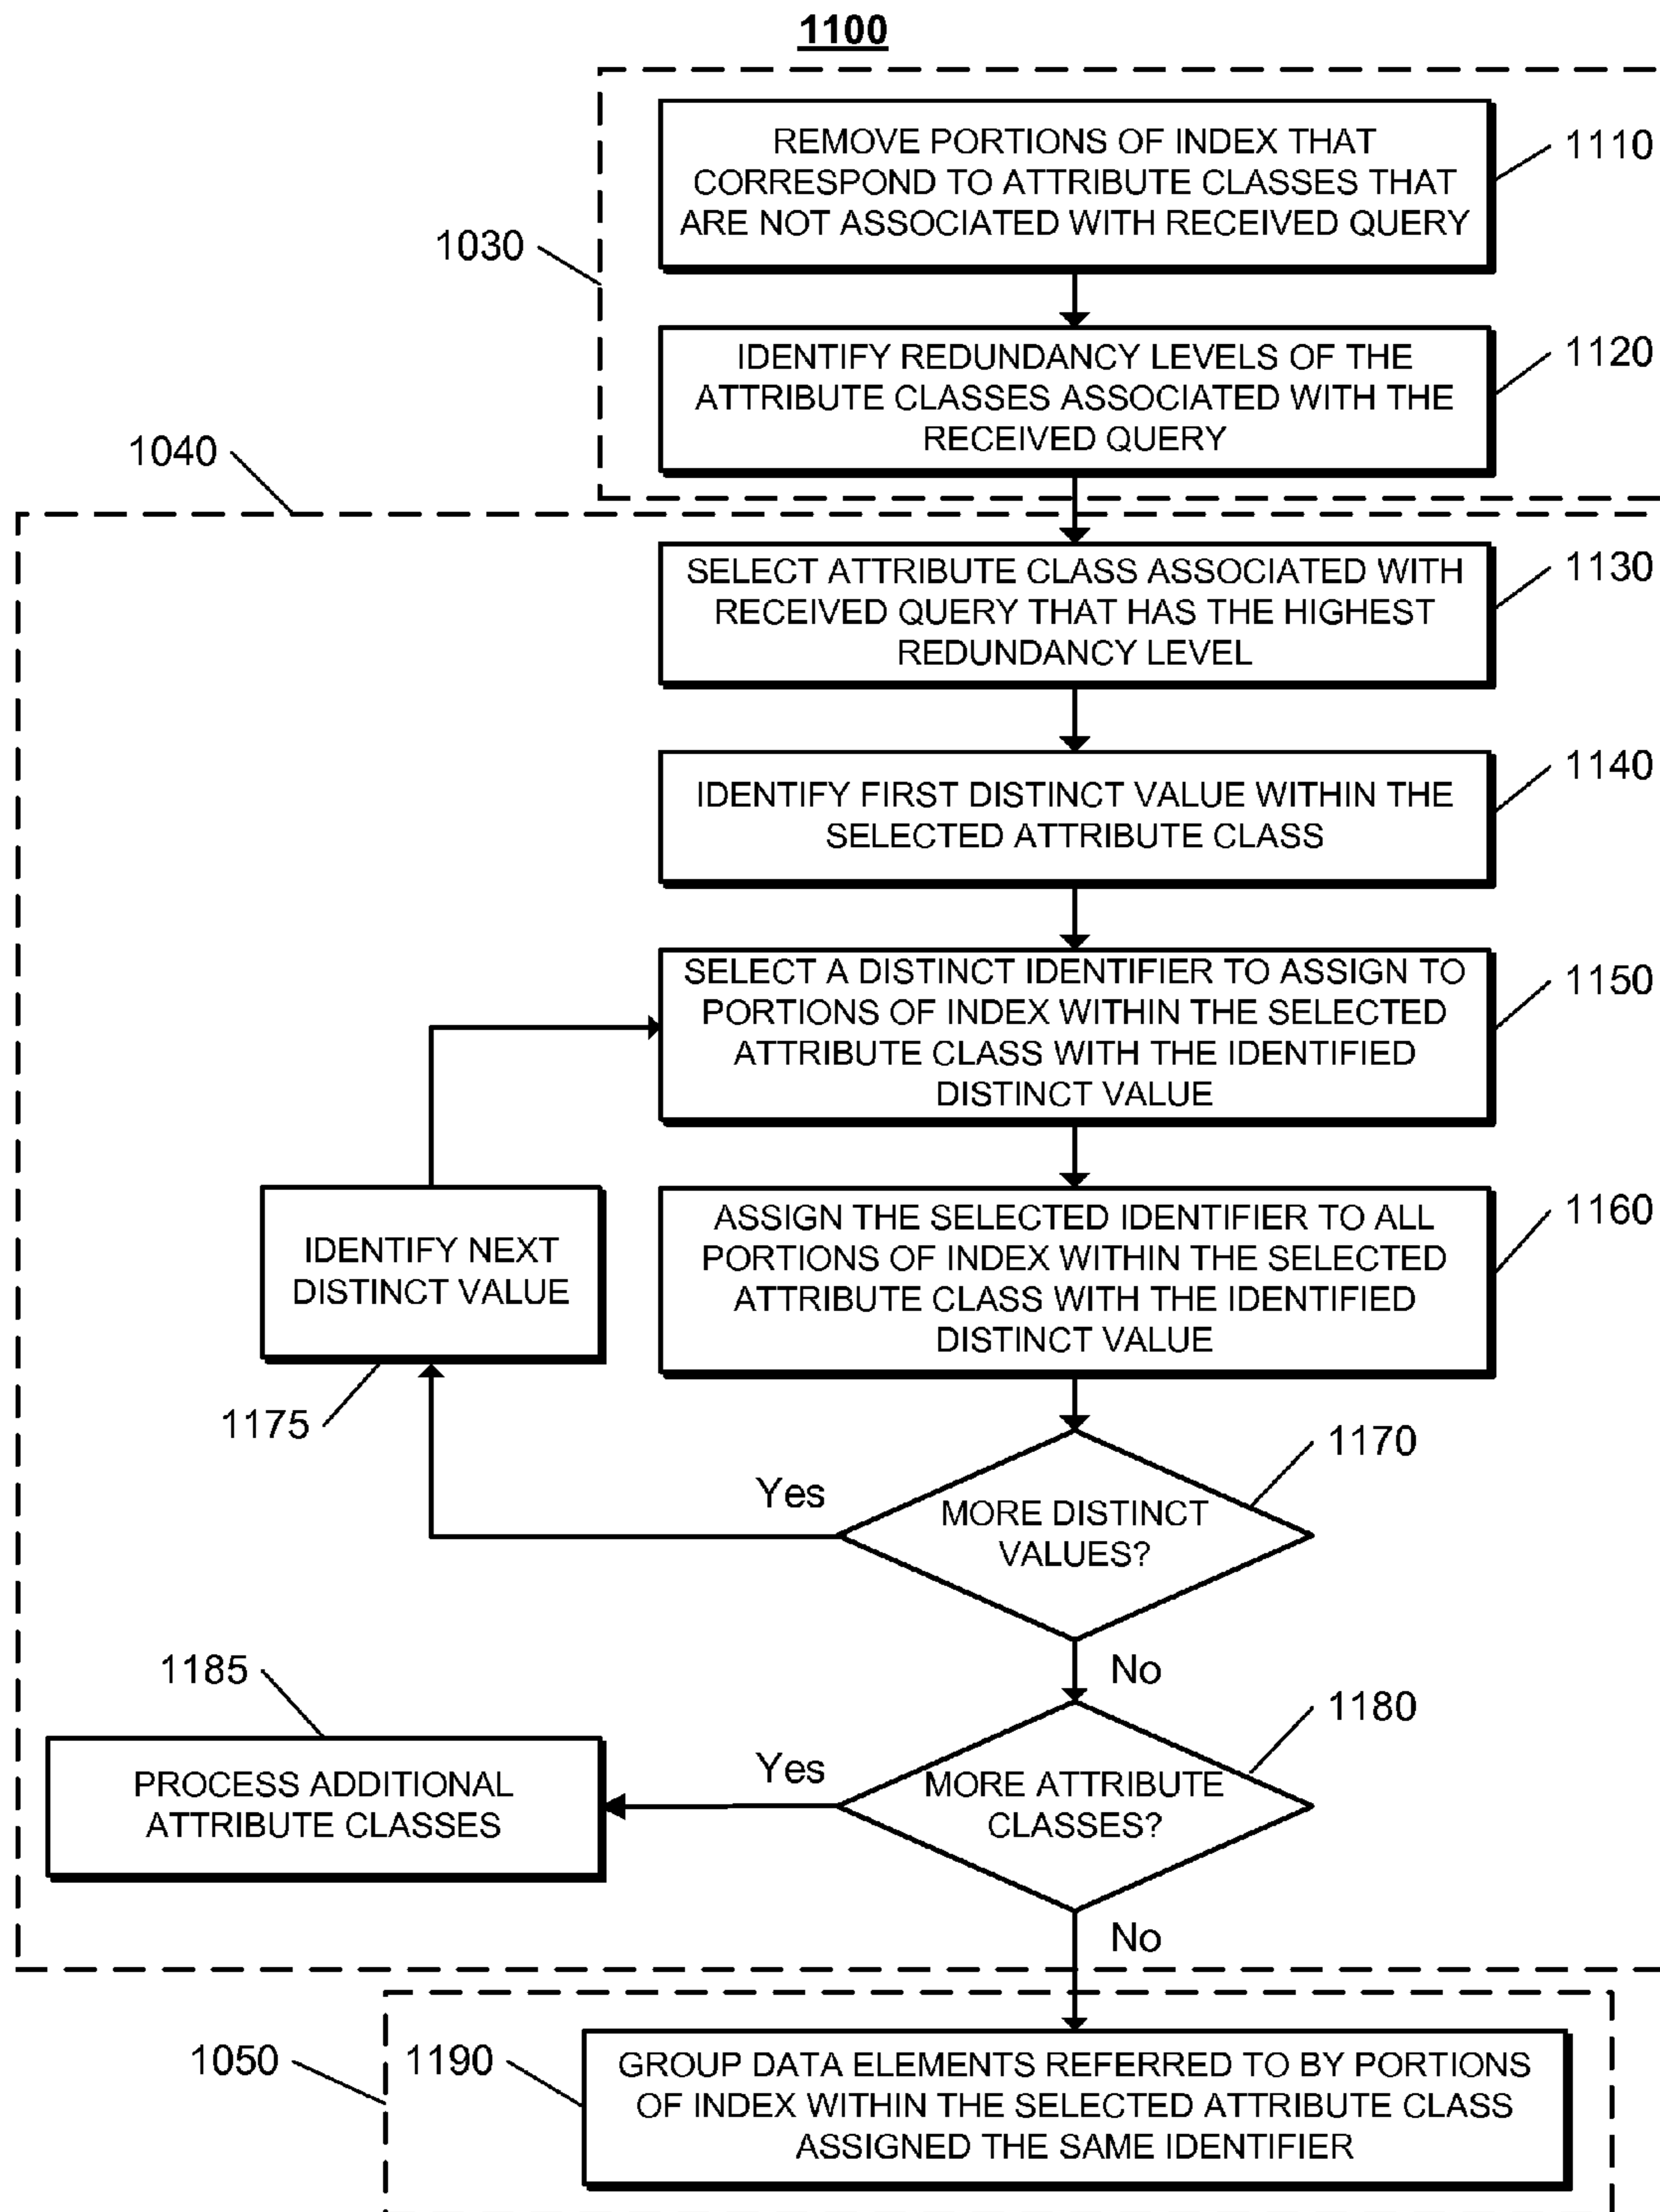 1100
REMOVE PORTIONS OF INDEX THAT
CORRESPOND TO ATTRIBUTE CLASSES THAT
ARE NOT ASSOCIATED WITH RECEIVED QUERY
1110
1030
IDENTIFY REDUNDANCY LEVELS OF THE
ATTRIBUTE CLASSES ASSOCIATED WITH THE
RECEIVED QUERY
1120
1040
SELECT ATTRIBUTE CLASS ASSOCIATED WITH
RECEIVED QUERY THAT HAS THE HIGHEST
REDUNDANCY LEVEL
1130
IDENTIFY FIRST DISTINCT VALUE WITHIN THE
SELECTED ATTRIBUTE CLASS
1140
SELECT A DISTINCT IDENTIFIER TO ASSIGN TO
PORTIONS OF INDEX WITHIN THE SELECTED
ATTRIBUTE CLASS WITH THE IDENTIFIED
DISTINCT VALUE
1150
IDENTIFY NEXT
DISTINCT VALUE
1175
ASSIGN THE SELECTED IDENTIFIER TO ALL
PORTIONS OF INDEX WITHIN THE SELECTED
ATTRIBUTE CLASS WITH THE IDENTIFIED
DISTINCT VALUE
1160
Yes
MORE DISTINCT
VALUES?
1170
No
1185
PROCESS ADDITIONAL
ATTRIBUTE CLASSES
Yes
MORE ATTRIBUTE
CLASSES?
1180
No
1050
1190
GROUP DATA ELEMENTS REFERRED TO BY PORTIONS
OF INDEX WITHIN THE SELECTED ATTRIBUTE CLASS
ASSIGNED THE SAME IDENTIFIER